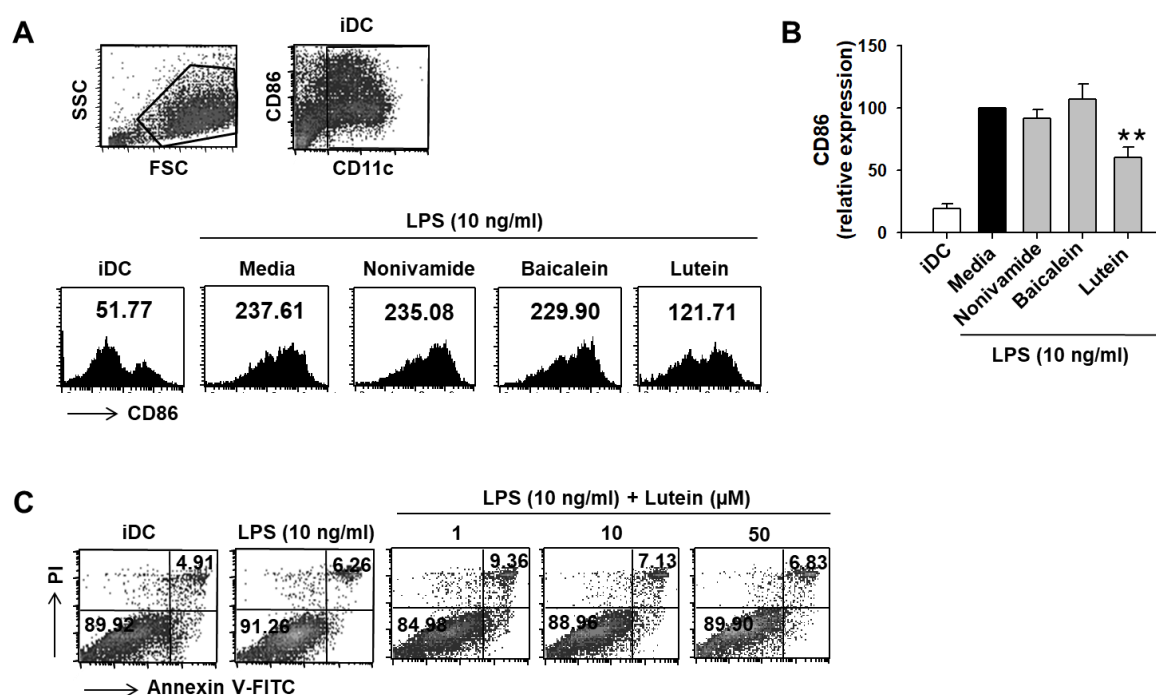 A
iDC
SSC
FSC
CD86
CD11c
B
CD86
(relative expression)
150
100
50
0
**
iDC
Media
Nonivamide
Baicalein
Lutein
LPS (10 ng/ml)
LPS (10 ng/ml)
iDC
Media
Nonivamide
Baicalein
Lutein
51.77
237.61
235.08
229.90
121.71
CD86
C
LPS (10 ng/ml) + Lutein (µM)
iDC
LPS (10 ng/ml)
1
10
50
PI
4.91
6.26
9.36
7.13
6.83
89.92
91.26
84.98
88.96
89.90
Annexin V-FITC